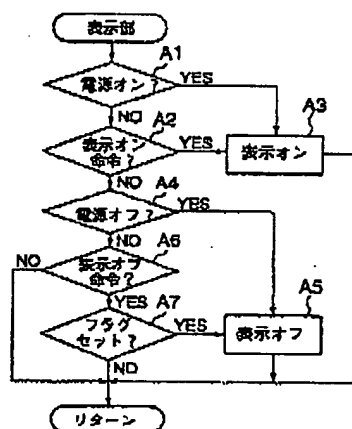 表示部
A1
電源オン?
YES
NO
A2
A3
表示オン
命令?
YES
表示オン
NO
A4
電源オフ?
YES
NO
A6
NO
表示オフ
命令?
YES
A7
A5
フラグ
セット?
YES
表示オフ
NO
リターン